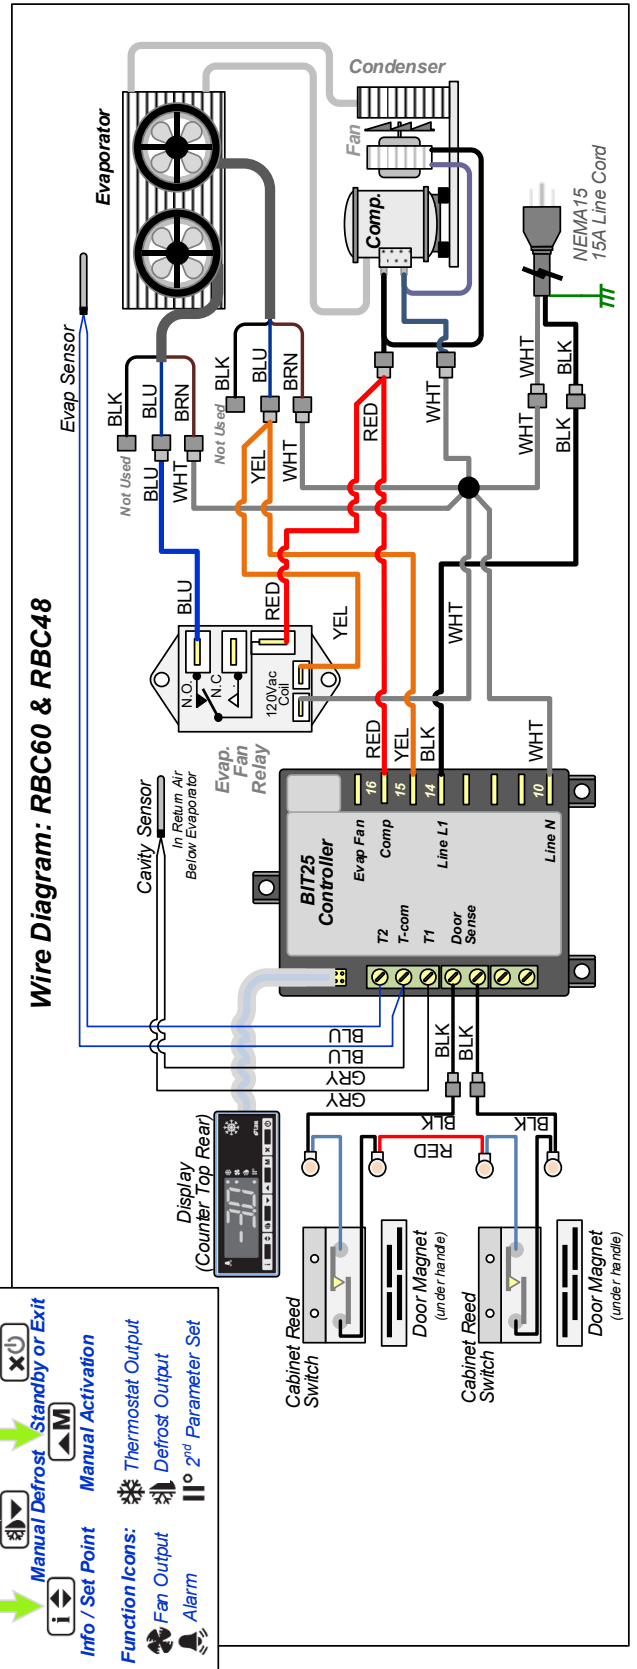 Wire Diagram: RBC60 & RBC48
Evap Sensor
Evaporator
Condenser
Fan
Comp.
NEMA15
15A Line Cord
BLK
BLU
BRN
Not Used
BLU
WHT
BLK
BLU
BRN
Not Used
YEL
WHT
RED
WHT
WHT
BLK
WHT
BLK
BLU
RED
YEL
WHT
N.O.
N.C
120Vac
Coil
Evap.
Fan
Relay
Cavity Sensor
In Return Air
Below Evaporator
RED
YEL
BLK
WHT
16
15
14
10
Evap Fan
Comp
Line L1
Line N
BIT25
Controller
T2
T-com
T1
Door
Sense
BLU
BLU
GRY
GRY
BLK
BLK
BLK
RED
BLK
Display
(Counter Top Rear)
-3.0
Cabinet Reed
Switch
Door Magnet
(under handle)
Cabinet Reed
Switch
Door Magnet
(under handle)
Manual Defrost
Standby or Exit
i
M
x
Info / Set Point
Manual Activation
Function Icons:
Thermostat Output
Fan Output
Defrost Output
Alarm
2nd Parameter Set